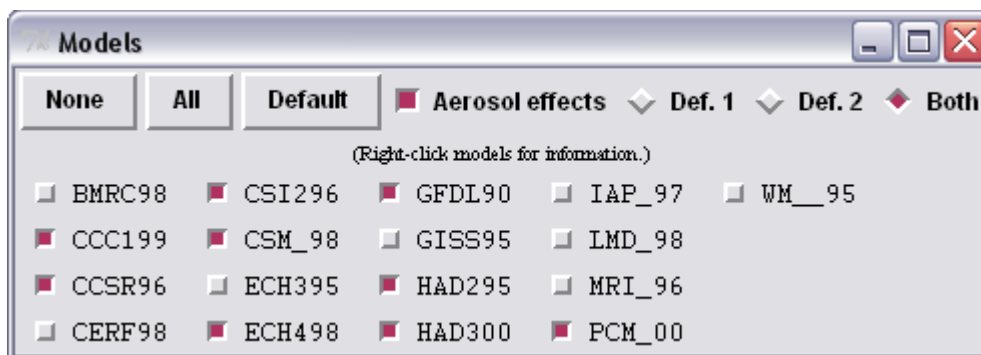 Models
None All Default Aerosol effects Def. 1 Def. 2 Both
(Right-click models for information.)
BMRC98 CSI296 GFDL90 IAP_97 WM__95
CCC199 CSM_98 GISS95 LMD_98
CCSR96 ECH395 HAD295 MRI_96
CERF98 ECH498 HAD300 PCM_00